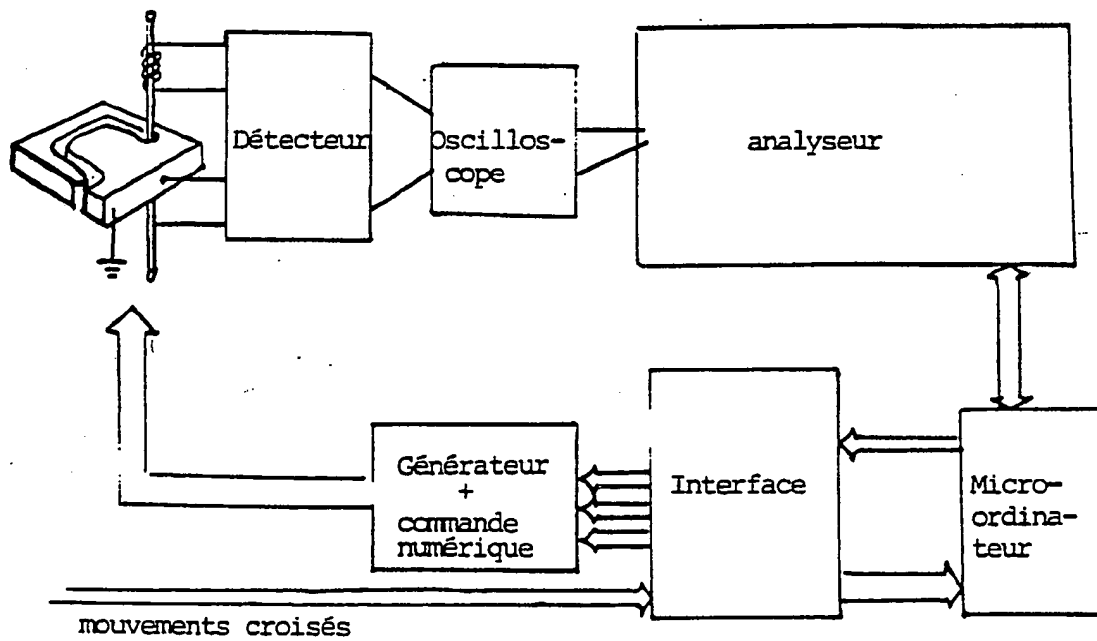 Détecteur
Oscillos-
cope
analyseur
Générateur
+
commande
numérique
Interface
Micro-
ordina-
teur
mouvements croisés